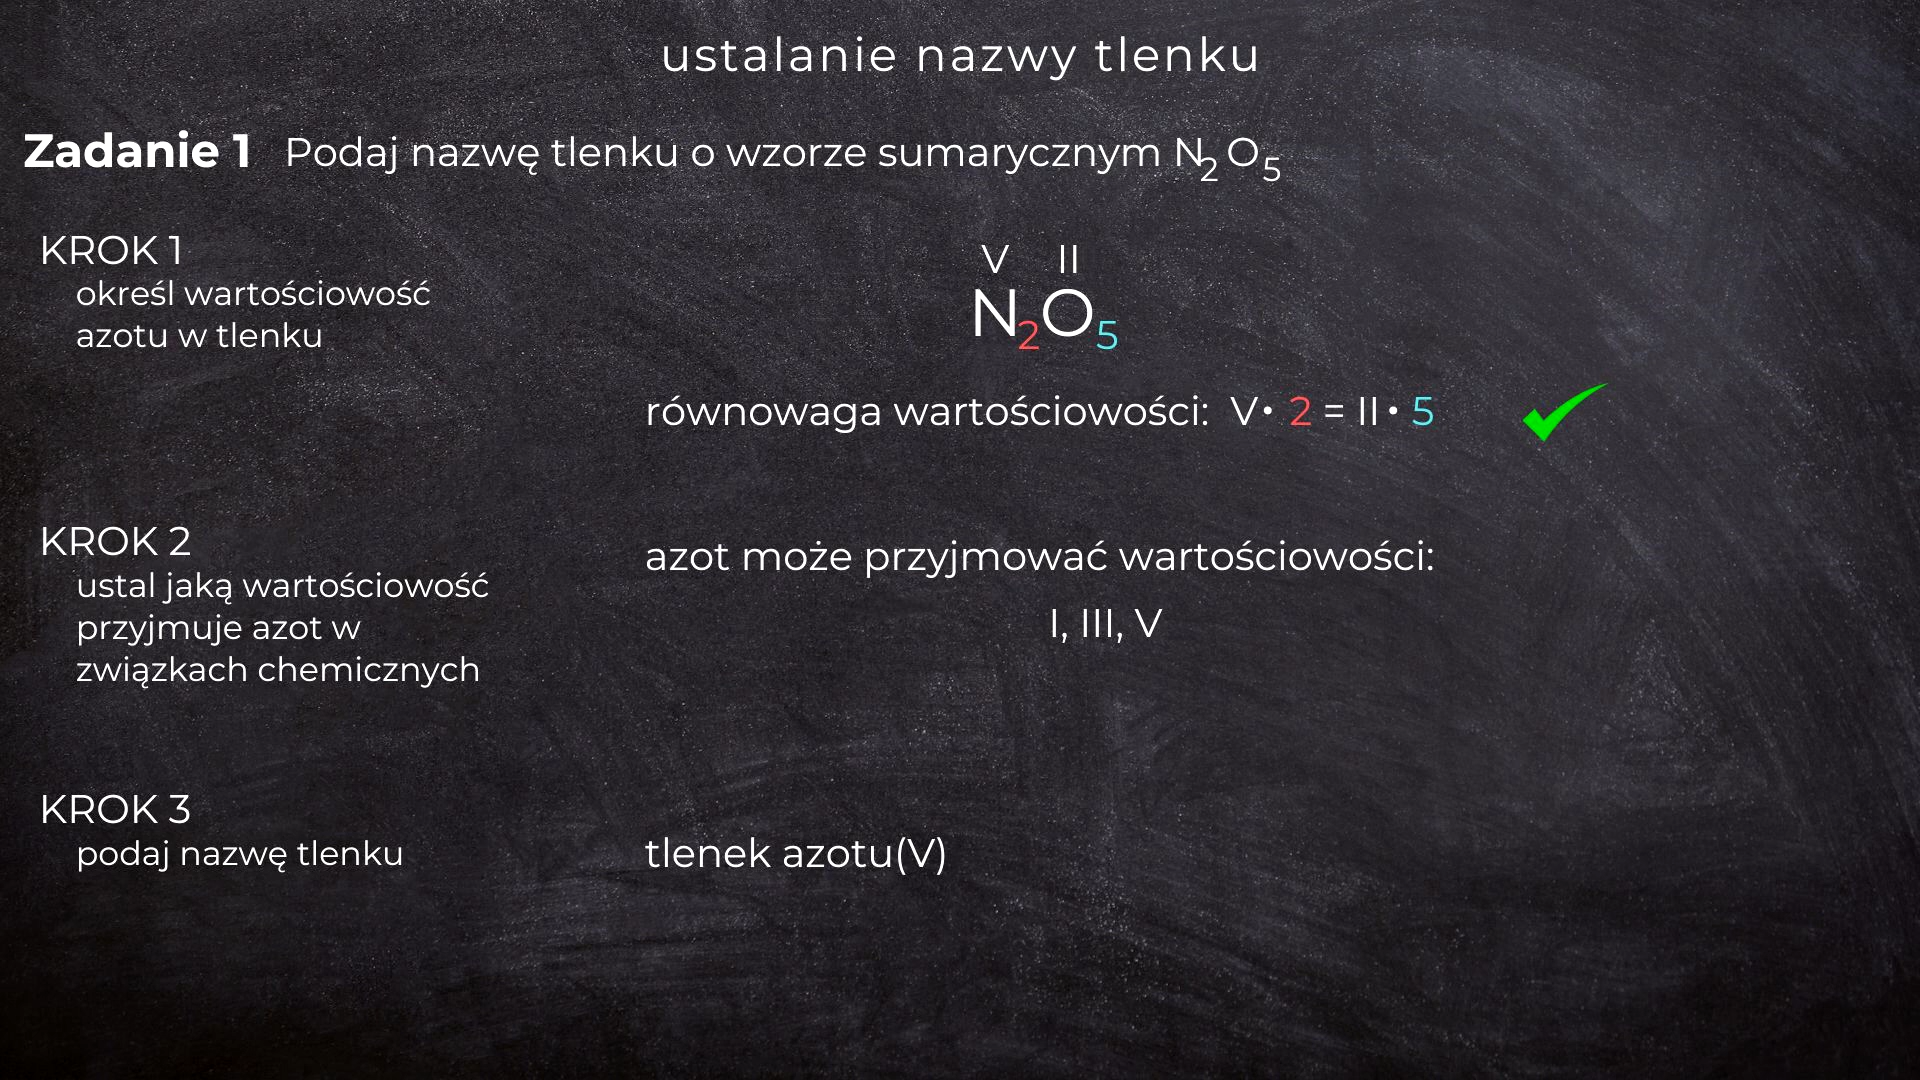 ustalanie nazwy tlenku
Zadanie 1 Podaj nazwę tlenku o wzorze sumarycznym N₂O₅
KROK 1
określ wartościowość
azotu w tlenku
V II
N₂O₅
równowaga wartościowości: V • 2 = II • 5
KROK 2
ustal jaką wartościowość
przyjmuje azot w
związkach chemicznych
azot może przyjmować wartościowości:
I, III, V
KROK 3
podaj nazwę tlenku
tlenek azotu(V)